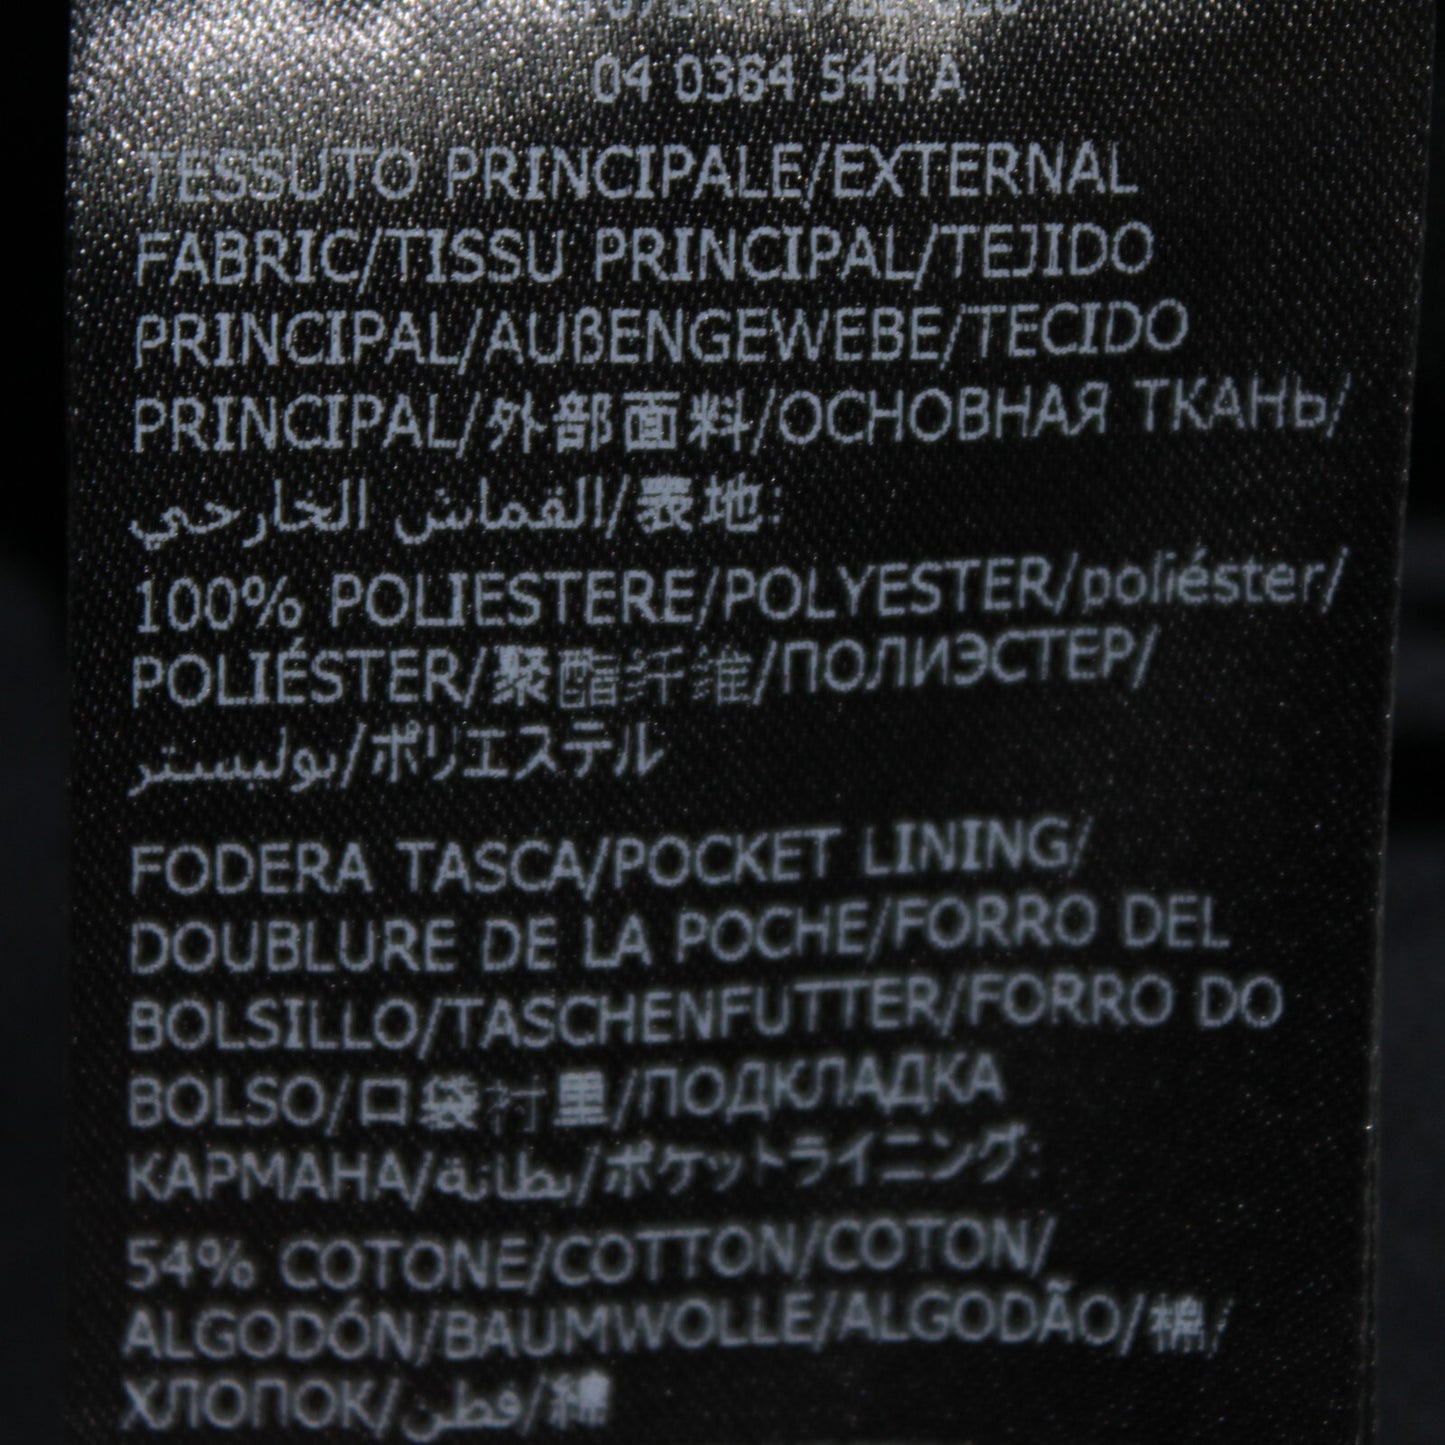 04 0364 544 A
TESSUTO PRINCIPALE/EXTERNAL
FABRIC/TISSU PRINCIPAL/TEJIDO
PRINCIPAL/AUßENGEWEBE/TECIDO
PRINCIPAL/外部面料/ОСНОВНАЯ ТКАНЬ/
القماش الخارجي/表地:
100% POLIESTERE/POLYESTER/poliéster/
POLIÉSTER/聚酯纤维/ПОЛИЭСТЕР/
بوليستر/ポリエステル
FODERA TASCA/POCKET LINING/
DOUBLURE DE LA POCHE/FORRO DEL
BOLSILLO/TASCHENFUTTER/FORRO DO
BOLSO/口袋衬里/ПОДКЛАДКА
КАРМАНА/بطانة/ポケットライニング:
54% COTONE/COTTON/COTON/
ALGODÓN/BAUMWOLLE/ALGODÃO/棉/
ХЛОПОК/قطن/綿